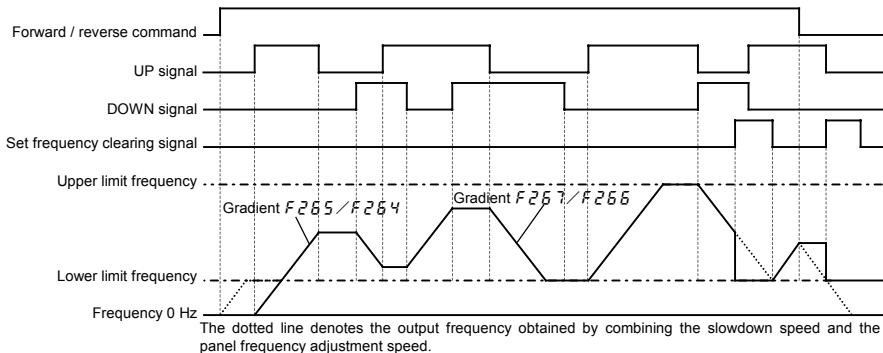 Forward / reverse command
UP signal
DOWN signal
Set frequency clearing signal
Upper limit frequency
Gradient F265/F264
Gradient F267/F266
Lower limit frequency
Frequency 0 Hz
The dotted line denotes the output frequency obtained by combining the slowdown speed and the
panel frequency adjustment speed.